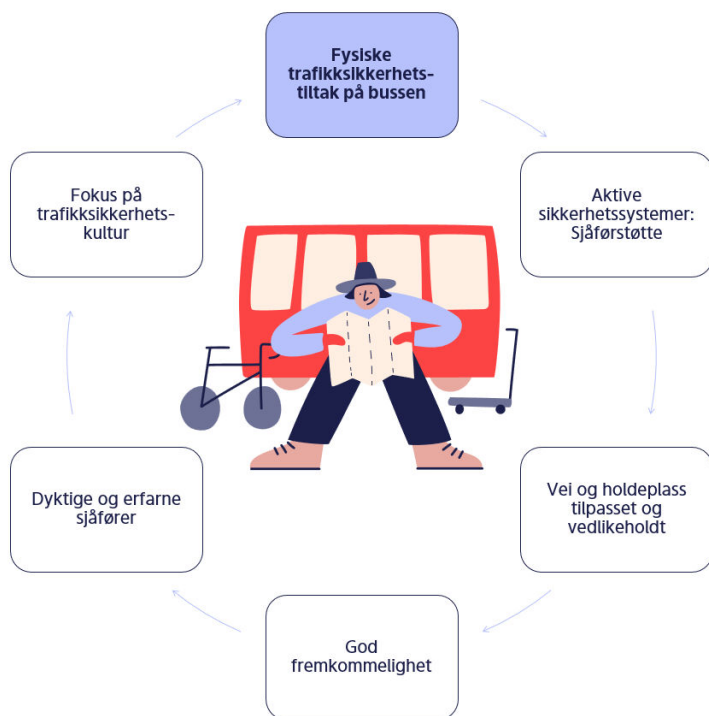 Fysiske
trafikksikkerhets-
tiltak på bussen
Aktive
sikkerhetssystemer:
Sjåførstøtte
Vei og holdeplass
tilpasset og
vedlikeholdt
God
fremkommelighet
Dyktige og erfarne
sjåfører
Fokus på
trafikksikkerhets-
kultur